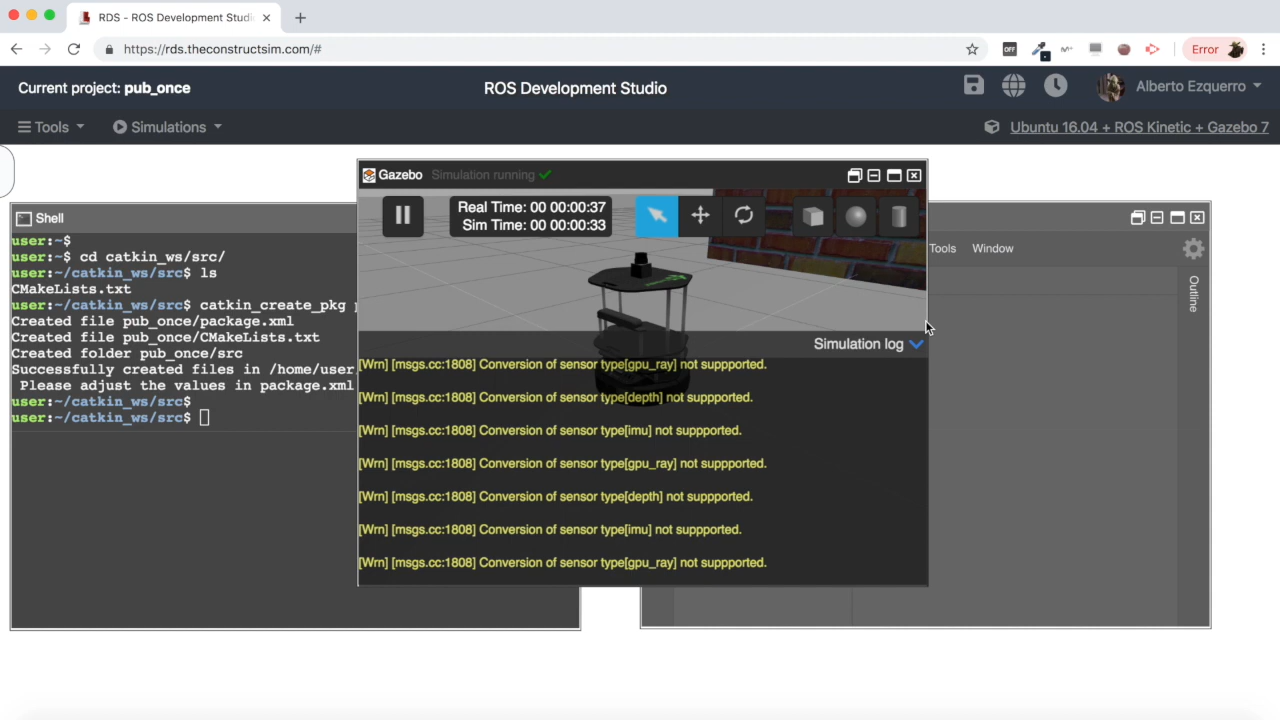 RDS - ROS Development Studi
https://rds.theconstructsim.com/#
OFF
Error
Current project: pub_once
ROS Development Studio
Alberto Ezquerro
Tools
Simulations
Ubuntu 16.04 + ROS Kinetic + Gazebo 7
Shell
user:~$
user:~$ cd catkin_ws/src/
user:~/catkin_ws/src$ ls
CMakeLists.txt
user:~/catkin_ws/src$ catkin_create_pkg p
Created file pub_once/package.xml
Created file pub_once/CMakeLists.txt
Created folder pub_once/src
Successfully created files in /home/user
Please adjust the values in package.xml
user:~/catkin_ws/src$
user:~/catkin_ws/src$
Gazebo
Simulation running
Real Time: 00 00:00:37
Sim Time: 00 00:00:33
Simulation log
[Wrn] [msgs.cc:1808] Conversion of sensor type[gpu_ray] not suppported.
[Wrn] [msgs.cc:1808] Conversion of sensor type[depth] not suppported.
[Wrn] [msgs.cc:1808] Conversion of sensor type[imu] not suppported.
[Wrn] [msgs.cc:1808] Conversion of sensor type[gpu_ray] not suppported.
[Wrn] [msgs.cc:1808] Conversion of sensor type[depth] not suppported.
[Wrn] [msgs.cc:1808] Conversion of sensor type[imu] not suppported.
[Wrn] [msgs.cc:1808] Conversion of sensor type[gpu_ray] not suppported.
Tools
Window
Outline